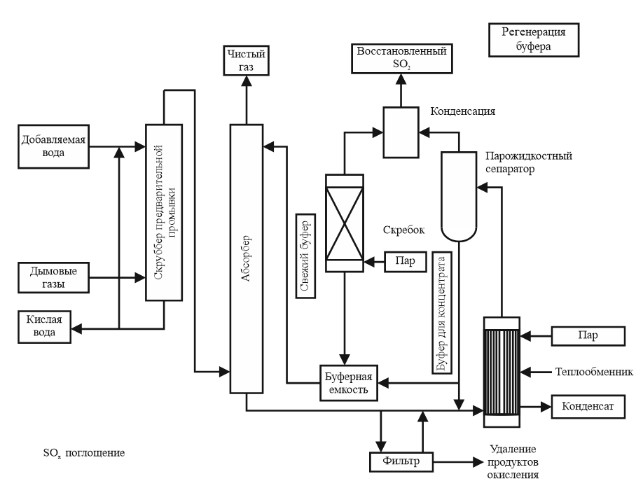 Регенерация
буфера
Чистый
газ
Восстановленный
SO2
Конденсация
Добавляемая
вода
Скруббер предварительной
промывки
Абсорбер
Парожидкостный
сепаратор
Свежий буфер
Скребок
Пар
Буфер для концентрата
Дымовые
газы
Кислая
вода
Буферная
емкость
Пар
Теплообменник
Конденсат
SOx поглощение
Фильтр
Удаление
продуктов
окисления